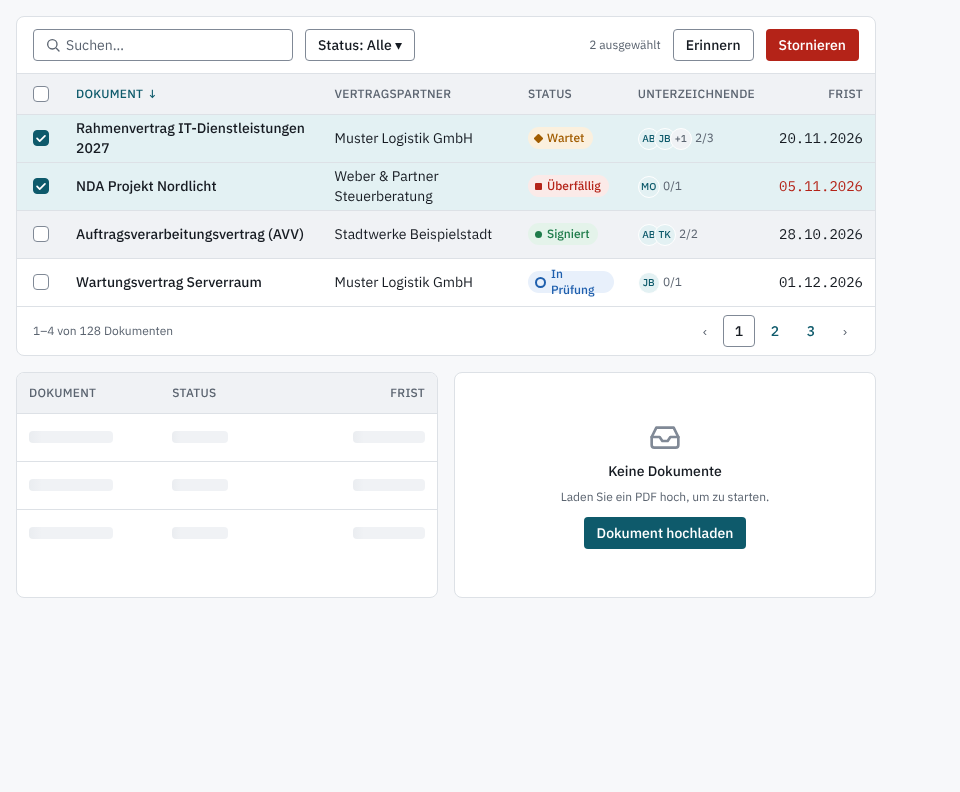 Suchen...
Status: Alle ▾
2 ausgewählt
Erinnern
Stornieren
DOKUMENT ↓
VERTRAGSPARTNER
STATUS
UNTERZEICHNENDE
FRIST
Rahmenvertrag IT-Dienstleistungen
2027
Muster Logistik GmbH
Wartet
AB JB +1 2/3
20.11.2026
NDA Projekt Nordlicht
Weber & Partner
Steuerberatung
Überfällig
MO 0/1
05.11.2026
Auftragsverarbeitungsvertrag (AVV)
Stadtwerke Beispielstadt
Signiert
AB TK 2/2
28.10.2026
Wartungsvertrag Serverraum
Muster Logistik GmbH
In
Prüfung
JB 0/1
01.12.2026
1–4 von 128 Dokumenten
‹ 1 2 3 ›
DOKUMENT
STATUS
FRIST
Keine Dokumente
Laden Sie ein PDF hoch, um zu starten.
Dokument hochladen